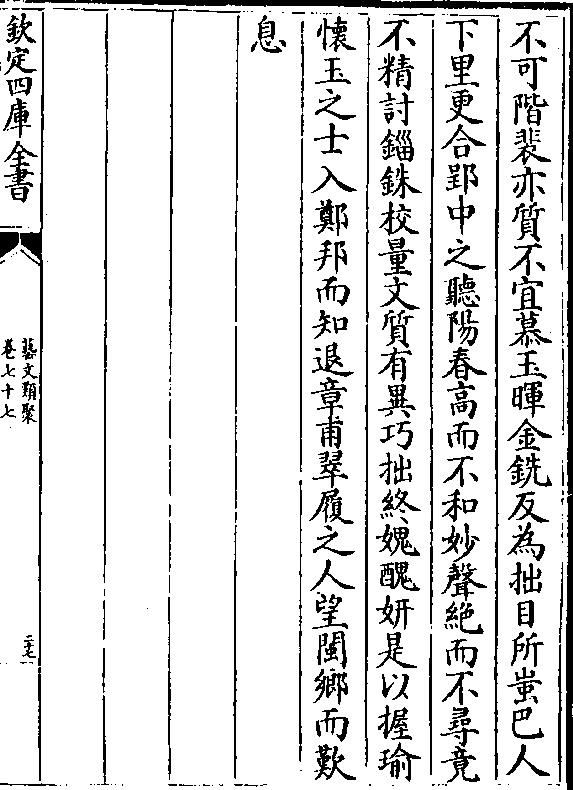 不可階裴亦質不宜慕玉暉金銑反為拙目所蚩巴人
下里更合郢中之聽陽春高而不和妙聲絶而不尋竟
不精討錙銖校量文質有異巧拙終媿醜妍是以握瑜
懷玉之士入鄭邦而知退章甫翠履之人望閩鄉而歎
息
欽定四庫全書
藝文類聚
卷七十七